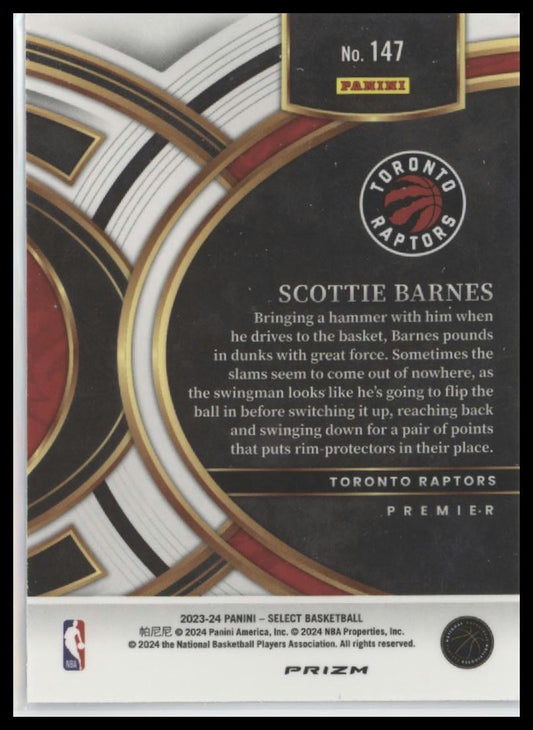 No. 147
PANINI
TORONTO
RAPTORS
SCOTTIE BARNES
Bringing a hammer with him when
he drives to the basket, Barnes pounds
in dunks with great force. Sometimes the
slams seem to come out of nowhere, as
the swingman looks like he's going to flip the
ball in before switching it up, reaching back
and swinging down for a pair of points
that puts rim-protectors in their place.
TORONTO RAPTORS
PREMIER
2023-24 PANINI – SELECT BASKETBALL
帕尼尼 © 2024 Panini America, Inc. © 2024 NBA Properties, Inc.
© 2024 the National Basketball Players Association. All rights reserved.
NBA
PRIZM